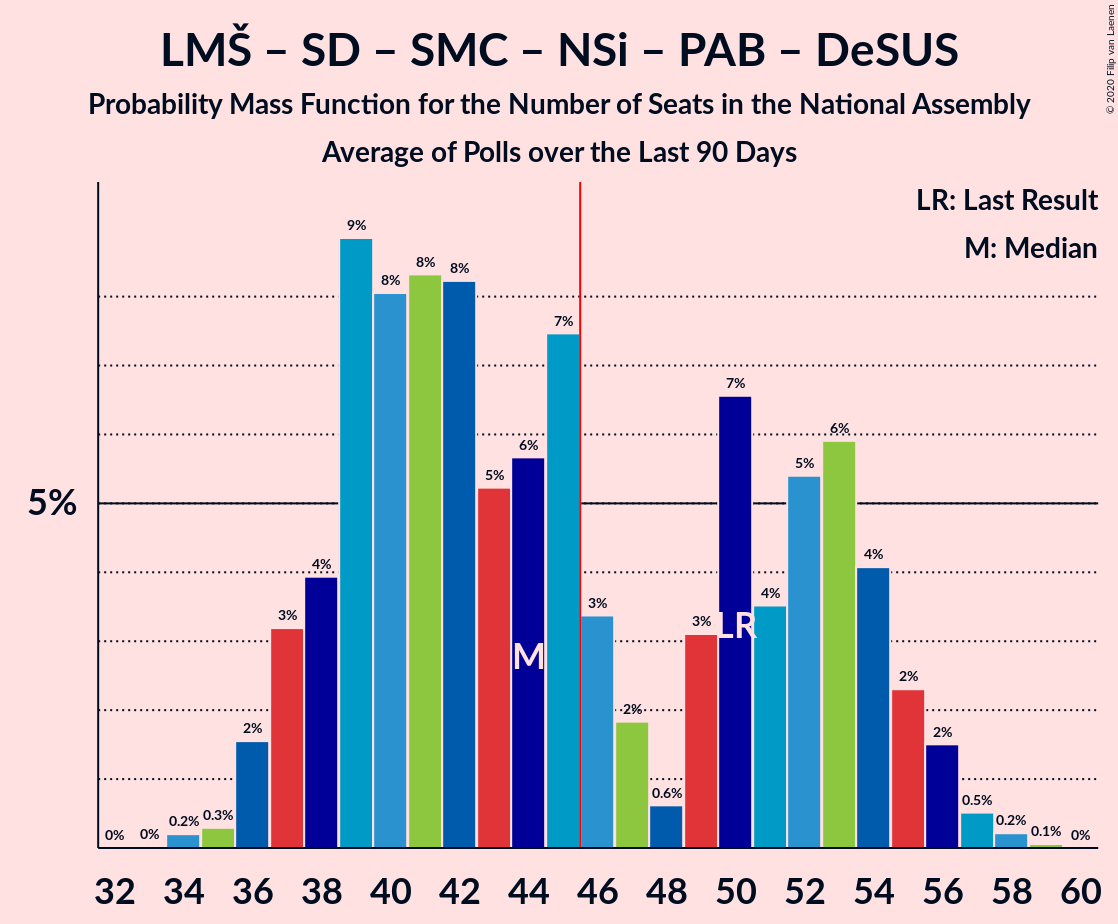 LMŠ – SD – SMC – NSi – PAB – DeSUS
Probability Mass Function for the Number of Seats in the National Assembly
Average of Polls over the Last 90 Days
© 2020 Filip van Laenen
LR: Last Result
M: Median
5%
0% 0% 0.2% 0.3% 2% 3% 4% 9% 8% 8% 8% 5% 6% 7% 3% 2% 0.6% 3% 7% 4% 5% 6% 4% 2% 2% 0.5% 0.2% 0.1% 0%
M LR
32 34 36 38 40 42 44 46 48 50 52 54 56 58 60